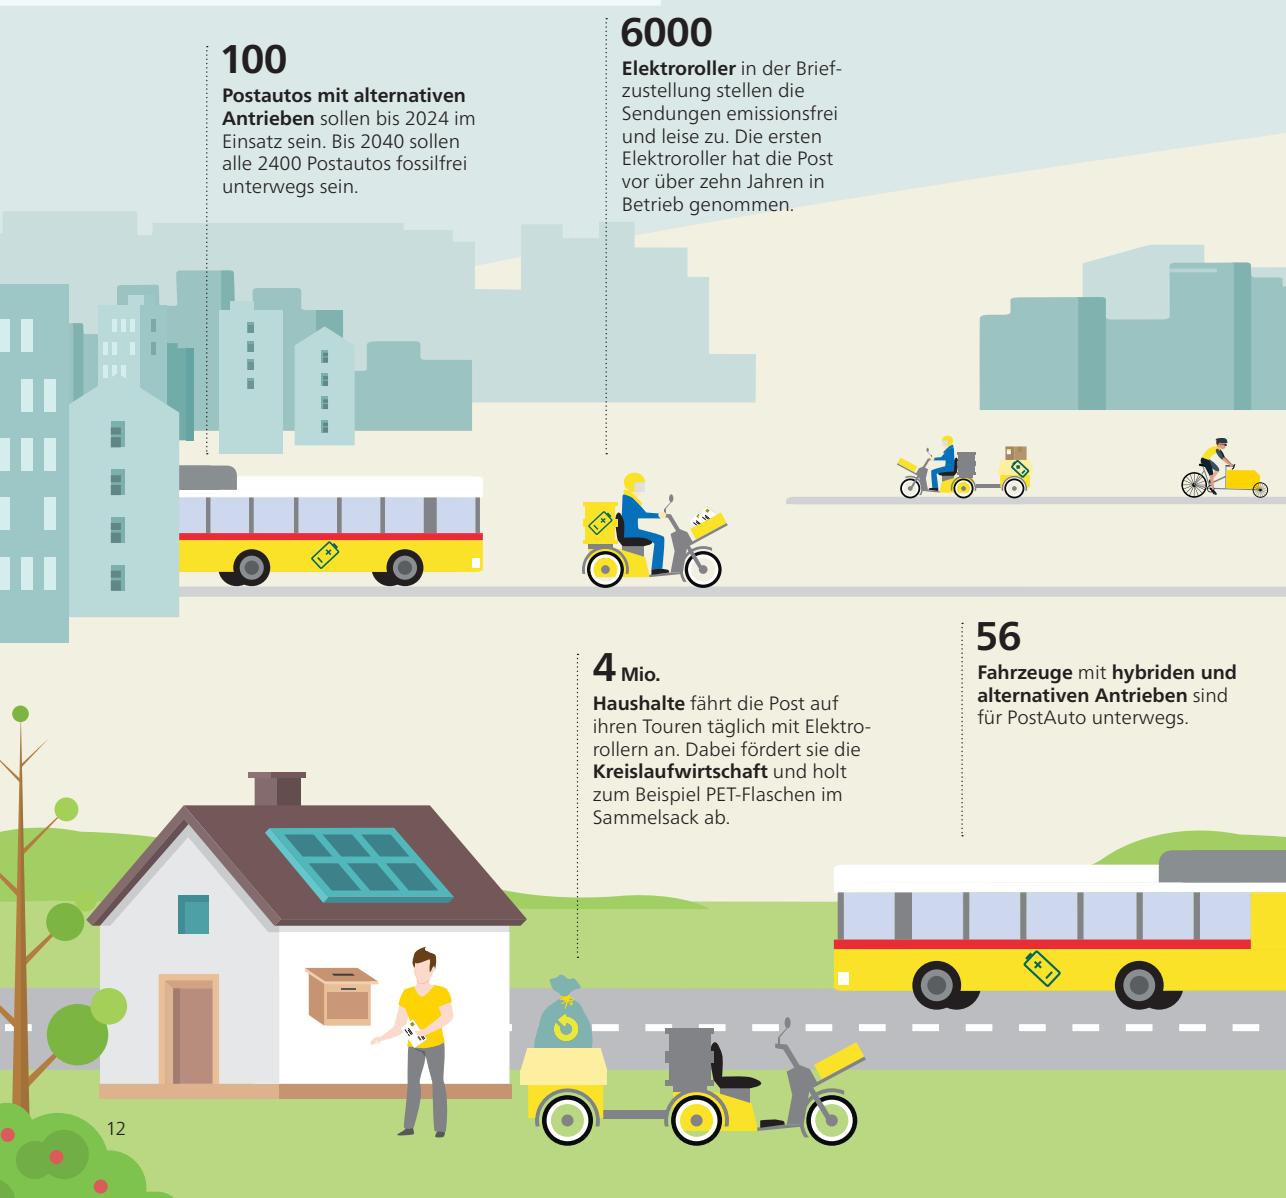 100
Postautos mit alternativen
Antrieben sollen bis 2024 im
Einsatz sein. Bis 2040 sollen
alle 2400 Postautos fossilfrei
unterwegs sein.
6000
Elektroroller in der Brief-
zustellung stellen die
Sendungen emissionsfrei
und leise zu. Die ersten
Elektroroller hat die Post
vor über zehn Jahren in
Betrieb genommen.
4 Mio.
Haushalte fährt die Post auf
ihren Touren täglich mit Elektro-
rollern an. Dabei fördert sie die
Kreislaufwirtschaft und holt
zum Beispiel PET-Flaschen im
Sammelsack ab.
56
Fahrzeuge mit hybriden und
alternativen Antrieben sind
für PostAuto unterwegs.
12